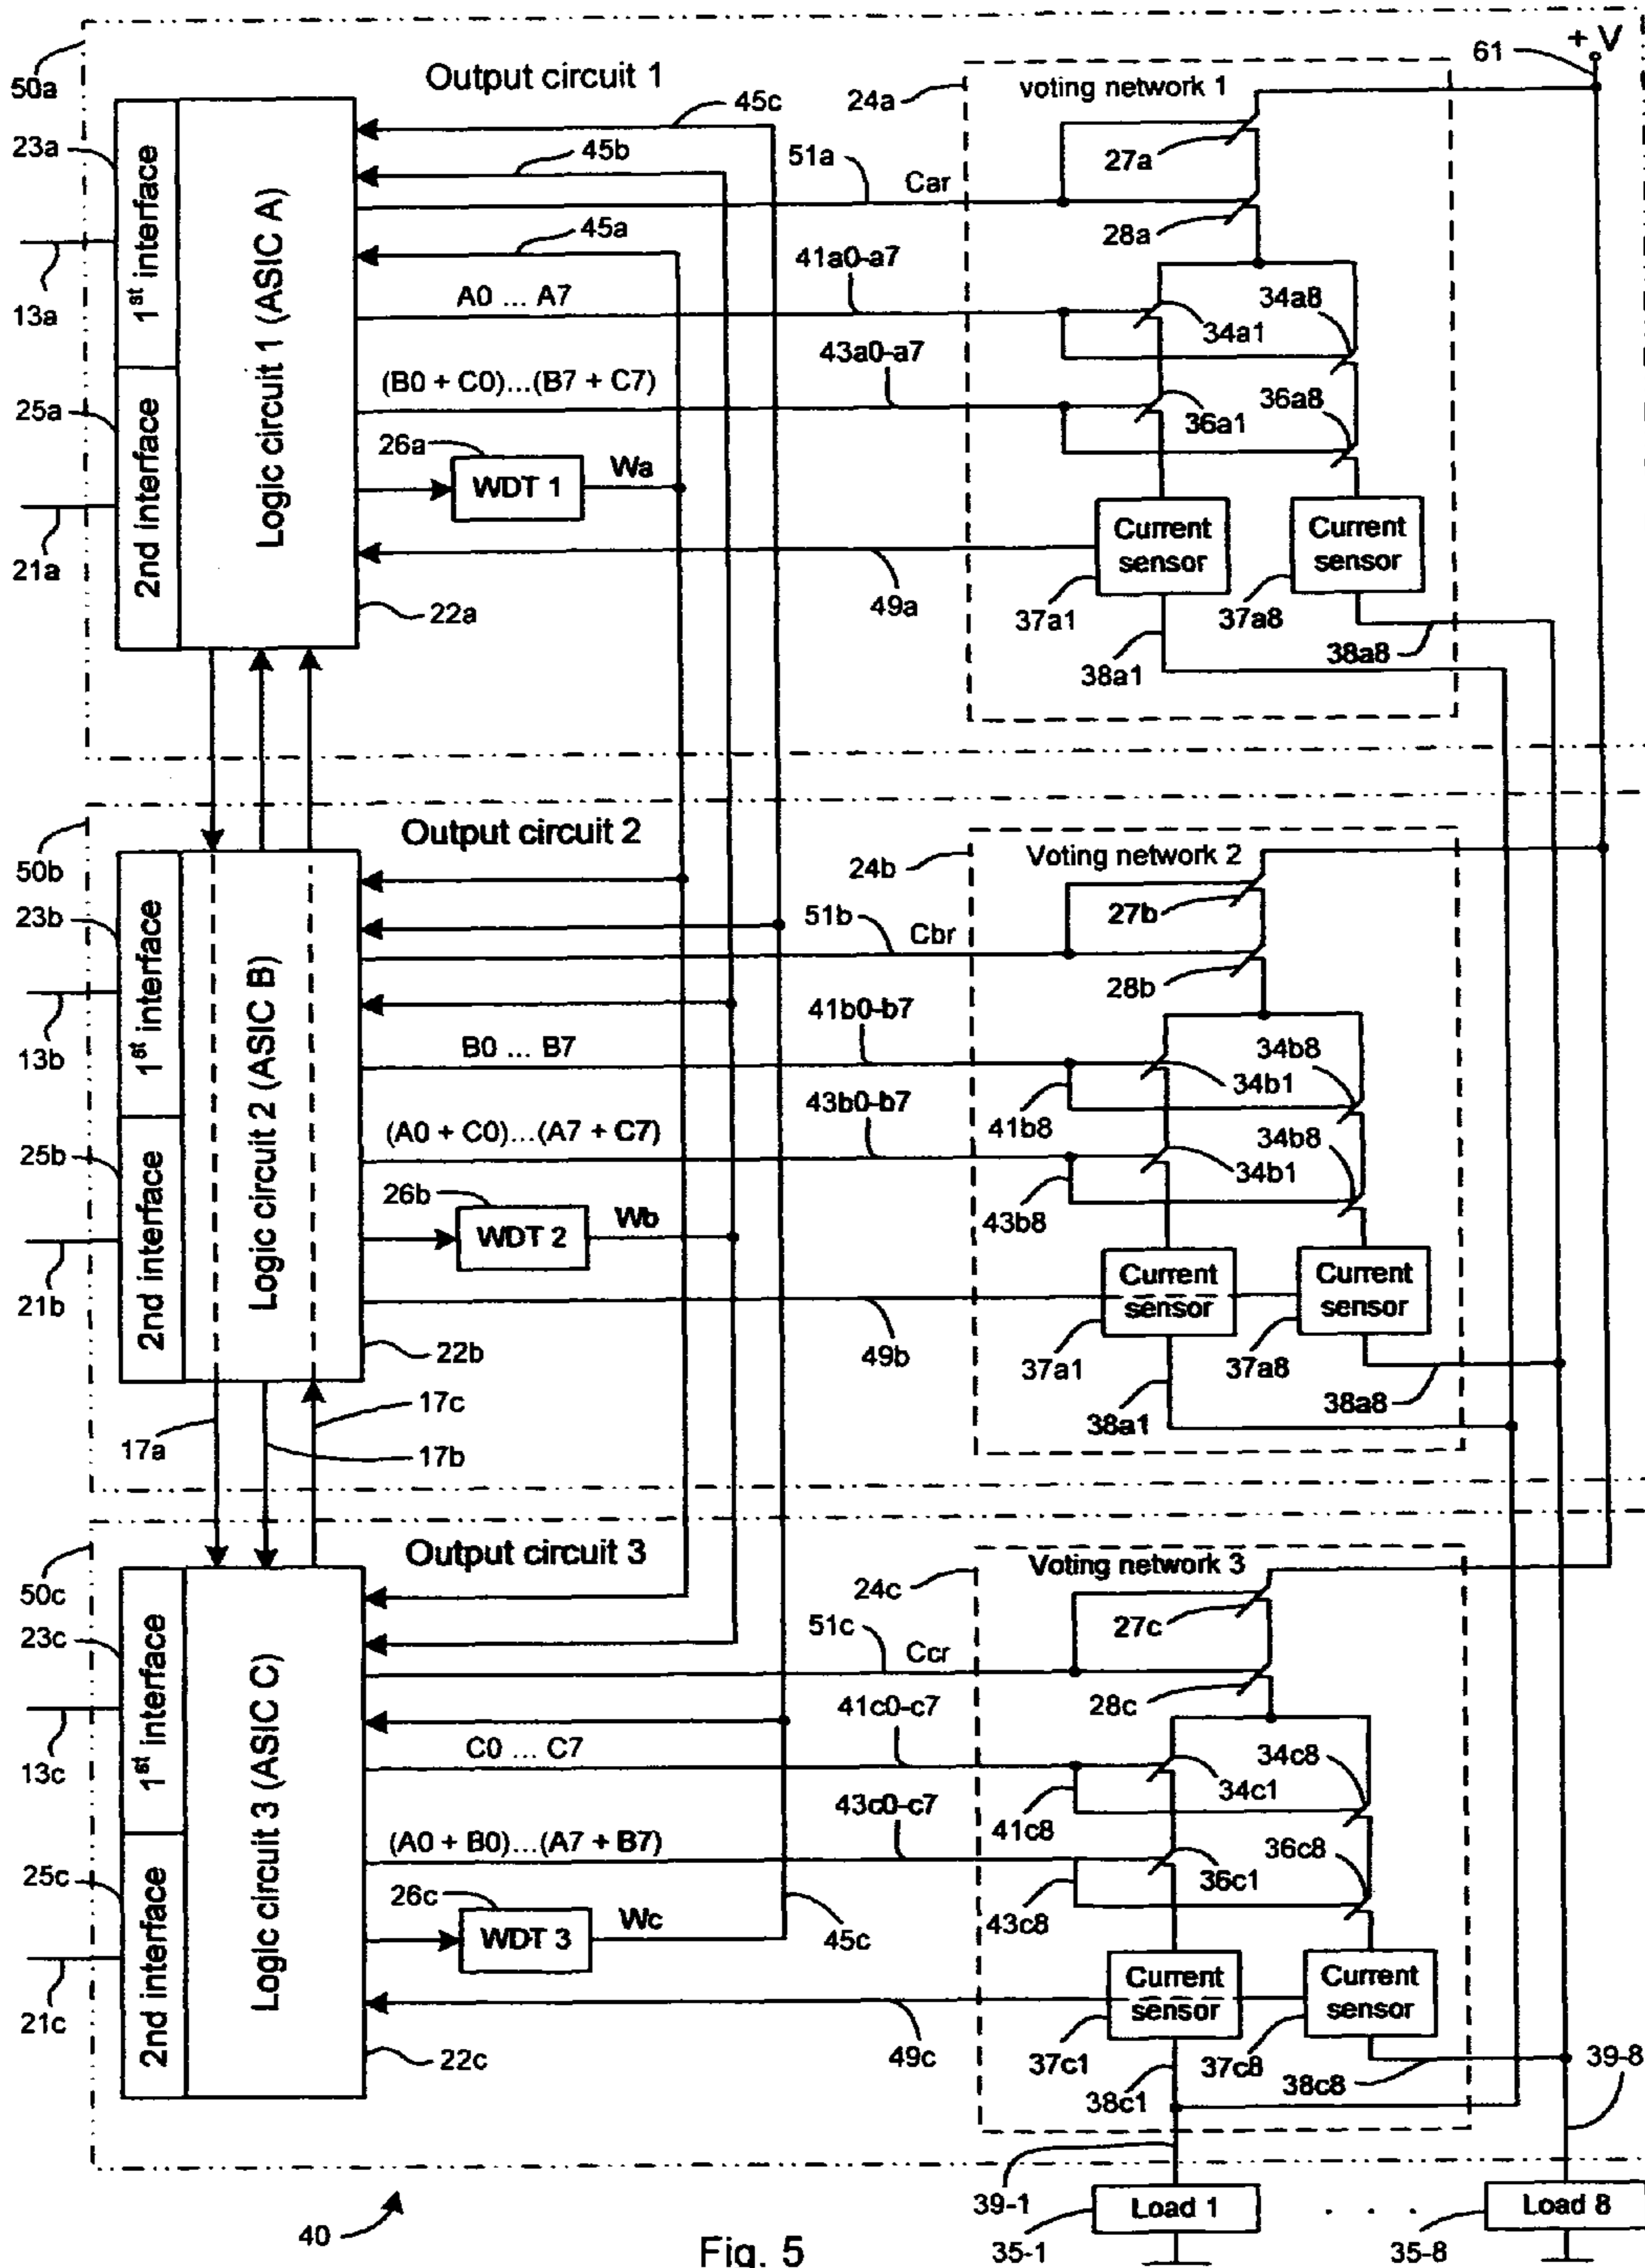 + V
61
50a
Output circuit 1
24a
voting network 1
45c
23a
1st interface
Logic circuit 1 (ASIC A)
45b
51a
Car
27a
28a
13a
45a
41a0-a7
34a8
A0 ... A7
34a1
43a0-a7
(B0 + C0)...(B7 + C7)
36a8
25a
2nd interface
26a
WDT 1
Wa
36a1
21a
Current
sensor
Current
sensor
22a
49a
37a1
37a8
38a1
38a8
50b
Output circuit 2
24b
Voting network 2
23b
1st interface
Logic circuit 2 (ASIC B)
51b
Cbr
27b
28b
13b
41b0-b7
34b8
B0 ... B7
34b1
43b0-b7
41b8
34b8
(A0 + C0)...(A7 + C7)
34b1
25b
2nd interface
26b
WDT 2
Wb
43b8
21b
Current
sensor
Current
sensor
22b
49b
37a1
37a8
17c
38a1
38a8
17a
17b
50c
Output circuit 3
24c
Voting network 3
23c
1st interface
Logic circuit 3 (ASIC C)
51c
Ccr
27c
28c
13c
41c0-c7
34c8
C0 ... C7
34c1
43c0-c7
41c8
36c8
(A0 + B0)...(A7 + B7)
36c1
25c
2nd interface
26c
WDT 3
Wc
45c
43c8
21c
Current
sensor
Current
sensor
22c
49c
37c1
37c8
39-8
38c1
38c8
39-1
Load 1
. . . .
Load 8
40
Fig. 5
35-1
35-8